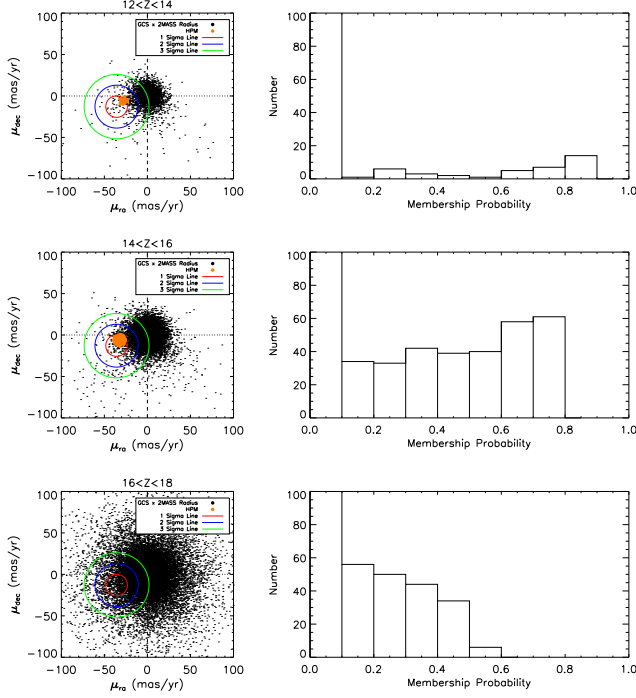 12<Z<14
GCS x 2MASS Radius
HPM
1 Sigma Line
2 Sigma Line
3 Sigma Line
100
50
0
−50
−100
μdec (mas/yr)
−100 −50 0 50 100
μra (mas/yr)
100
80
60
40
20
0
Number
0.0 0.2 0.4 0.6 0.8 1.0
Membership Probability
14<Z<16
GCS x 2MASS Radius
HPM
1 Sigma Line
2 Sigma Line
3 Sigma Line
100
50
0
−50
−100
μdec (mas/yr)
−100 −50 0 50 100
μra (mas/yr)
100
80
60
40
20
0
Number
0.0 0.2 0.4 0.6 0.8 1.0
Membership Probability
16<Z<18
GCS x 2MASS Radius
HPM
1 Sigma Line
2 Sigma Line
3 Sigma Line
100
50
0
−50
−100
μdec (mas/yr)
−100 −50 0 50 100
μra (mas/yr)
100
80
60
40
20
0
Number
0.0 0.2 0.4 0.6 0.8 1.0
Membership Probability